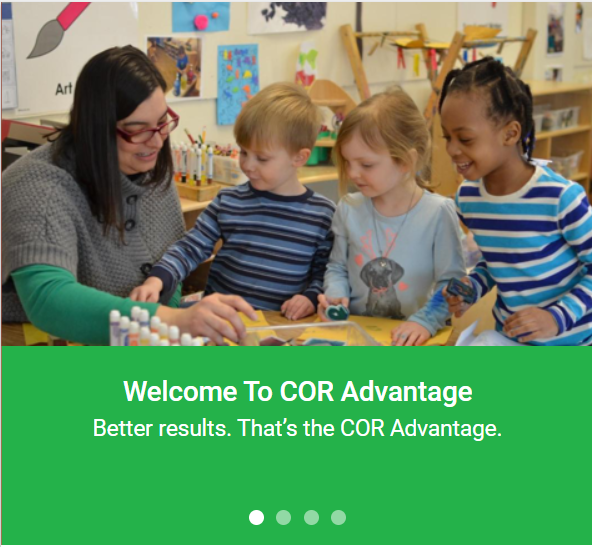 Art
Welcome To COR Advantage
Better results. That’s the COR Advantage.